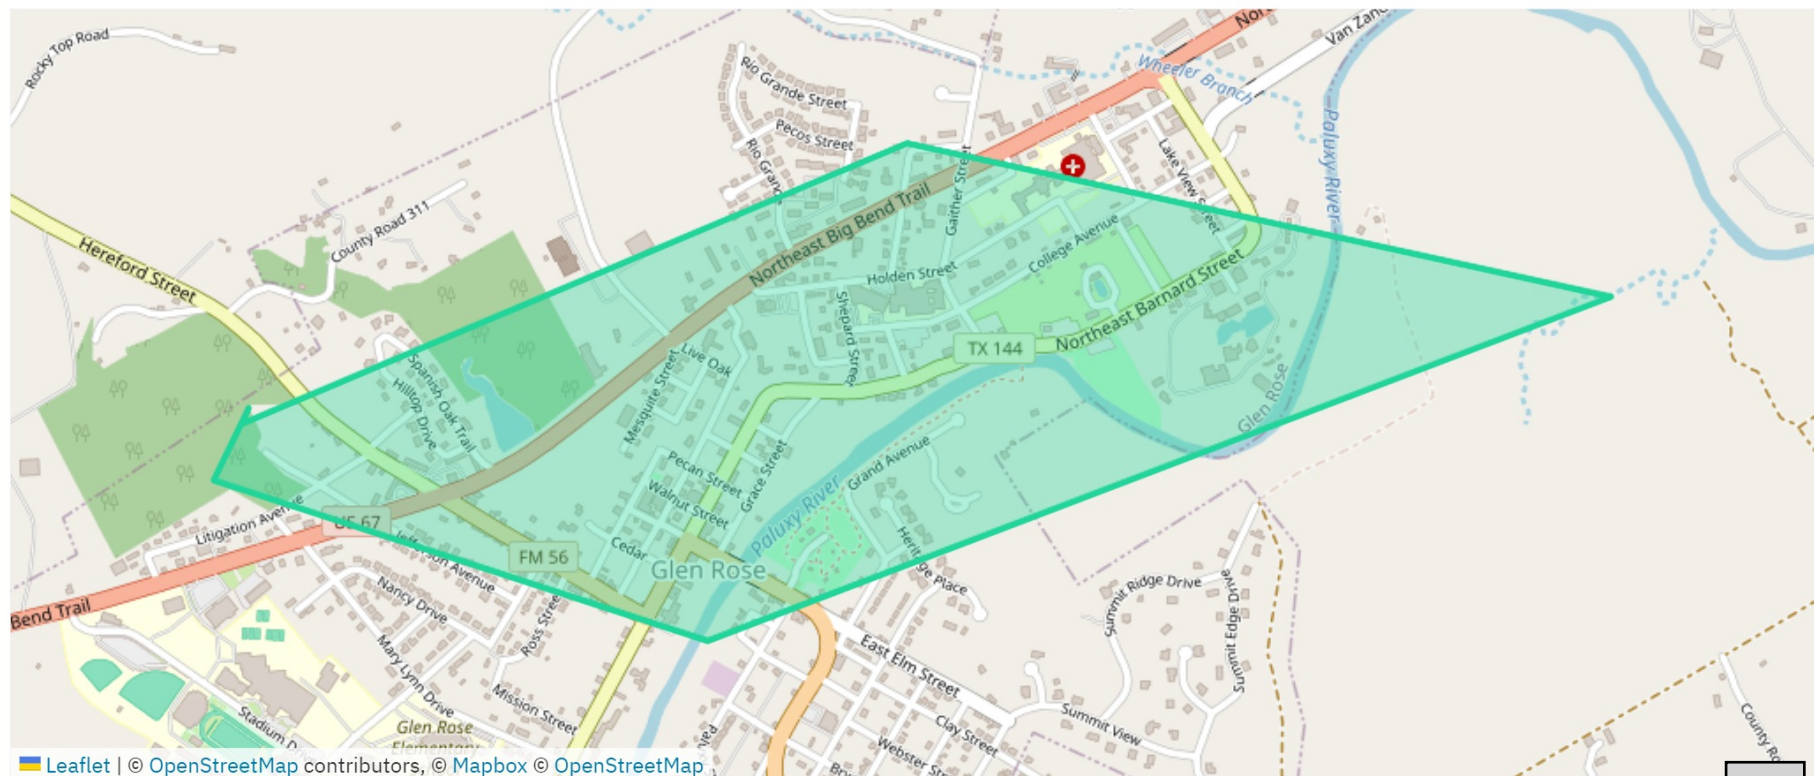 Rocky Top Road
Nor
Van Zand
Rio Grande Street
Wheeler Branch
Pecos Street
Paluxy River
Rio Grand
Lake View Street
County Road 311
Gaither Street
Northeast Big Bend Trail
Hereford Street
College Avenue
Holden Street
Northeast Barnard Street
Shepard Street
TX 144
Live Oak
Spanish Oak Trail
Hilltop Drive
Mesquite Street
Glen Rose
Pecan Street
Grace Street
Grand Avenue
Walnut Street
Paluxy River
Litigation Avenue
US 67
Jefferson Avenue
FM 56
Cedar
Glen Rose
Heritage Place
Summit Ridge Drive
Summit Edge Drive
Bend Trail
Nancy Drive
Ross Street
Mary Lynn Drive
East Elm Street
Mission Street
Stadium D
Glen Rose
Elementary
Clay Street
Summit View
Webster Str
County Ro
Leaflet | © OpenStreetMap contributors, © Mapbox © OpenStreetMap